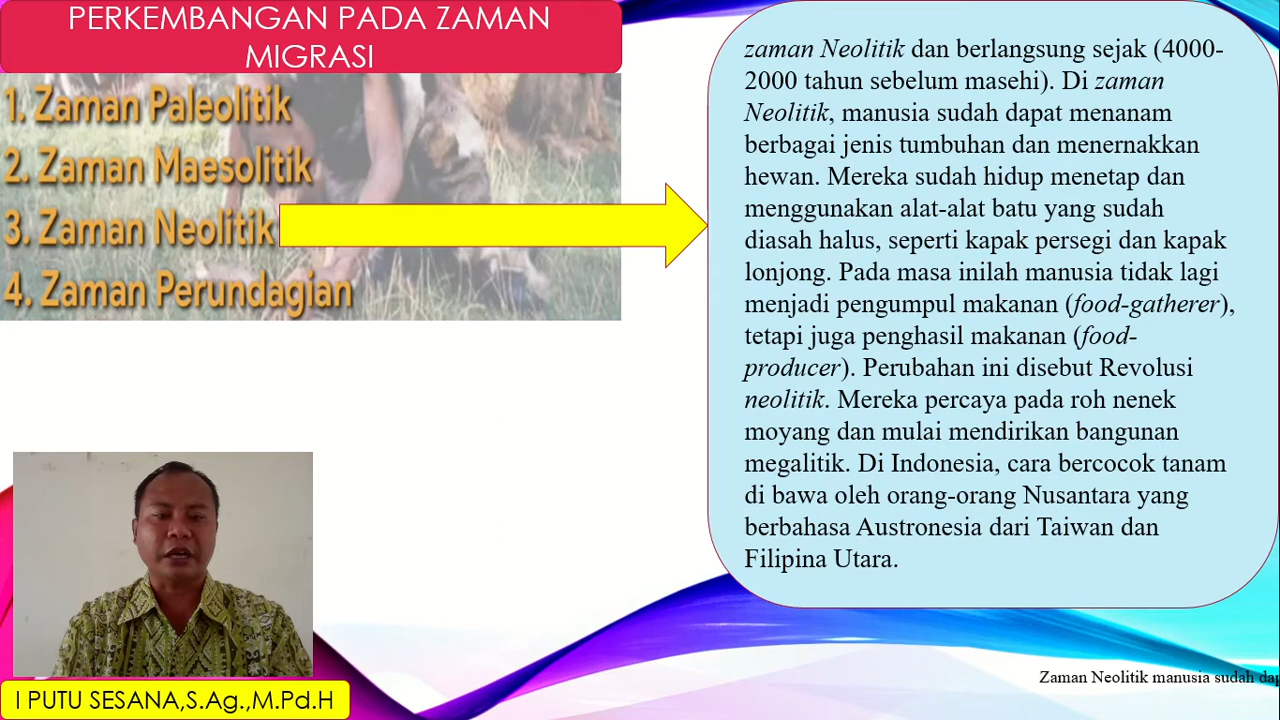 PERKEMBANGAN PADA ZAMAN
MIGRASI
1. Zaman Paleolitik
2. Zaman Maesolitik
3. Zaman Neolitik
4. Zaman Perundagian
zaman Neolitik dan berlangsung sejak (4000-
2000 tahun sebelum masehi). Di zaman
Neolitik, manusia sudah dapat menanam
berbagai jenis tumbuhan dan menernakkan
hewan. Mereka sudah hidup menetap dan
menggunakan alat-alat batu yang sudah
diasah halus, seperti kapak persegi dan kapak
lonjong. Pada masa inilah manusia tidak lagi
menjadi pengumpul makanan (food-gatherer),
tetapi juga penghasil makanan (food-
producer). Perubahan ini disebut Revolusi
neolitik. Mereka percaya pada roh nenek
moyang dan mulai mendirikan bangunan
megalitik. Di Indonesia, cara bercocok tanam
di bawa oleh orang-orang Nusantara yang
berbahasa Austronesia dari Taiwan dan
Filipina Utara.
I PUTU SESANA,S.Ag.,M.Pd.H
Zaman Neolitik manusia sudah